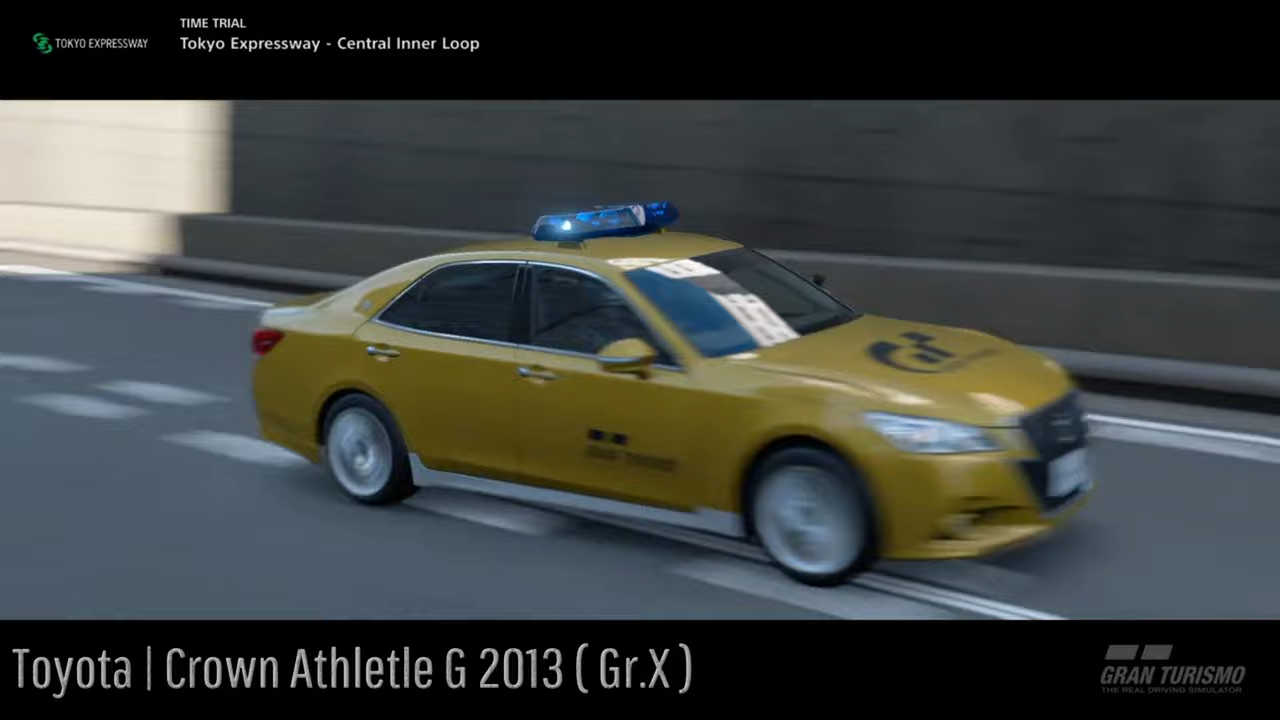 TIME TRIAL
TOKYO EXPRESSWAY
Tokyo Expressway - Central Inner Loop
GT
Toyota | Crown Athletle G 2013 ( Gr.X )
GRAN TURISMO
THE REAL DRIVING SIMULATOR